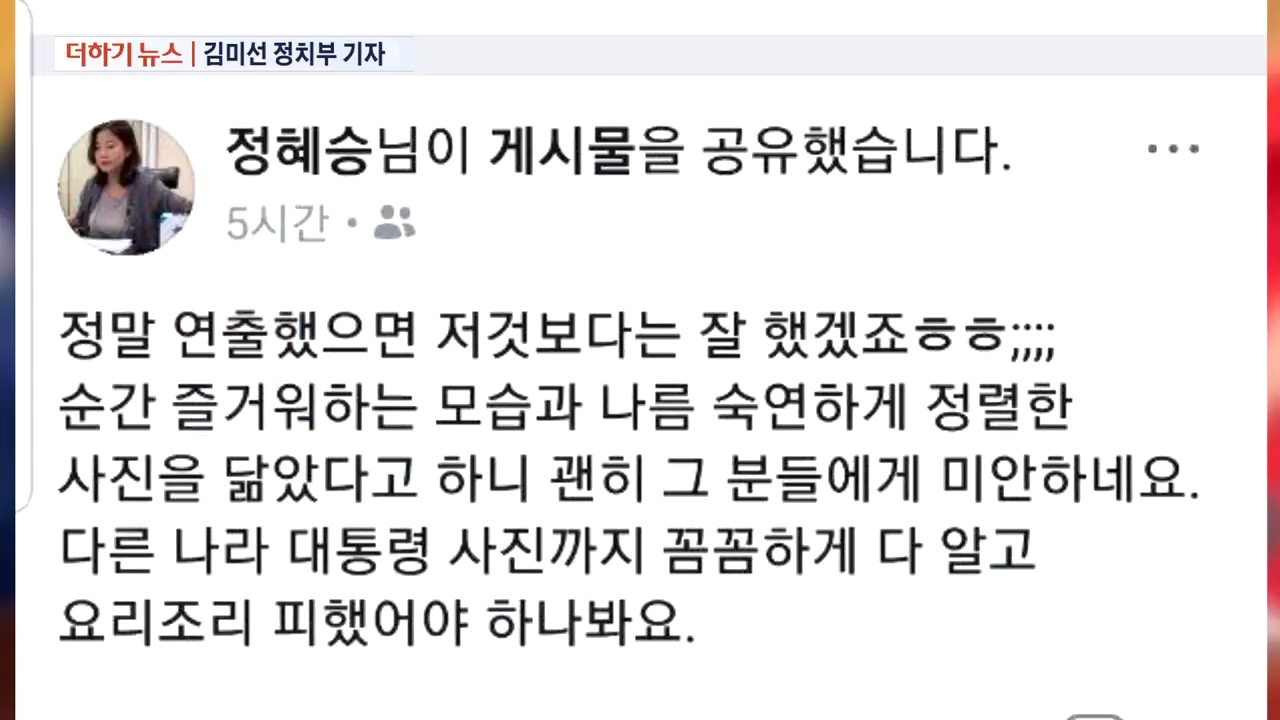 더하기 뉴스 | 김미선 정치부 기자
정혜승님이 게시물을 공유했습니다.
5시간
정말 연출했으면 저것보다는 잘 했겠죠ㅎㅎ;;;;
순간 즐거워하는 모습과 나름 숙연하게 정렬한
사진을 닮았다고 하니 괜히 그 분들에게 미안하네요.
다른 나라 대통령 사진까지 꼼꼼하게 다 알고
요리조리 피했어야 하나봐요.